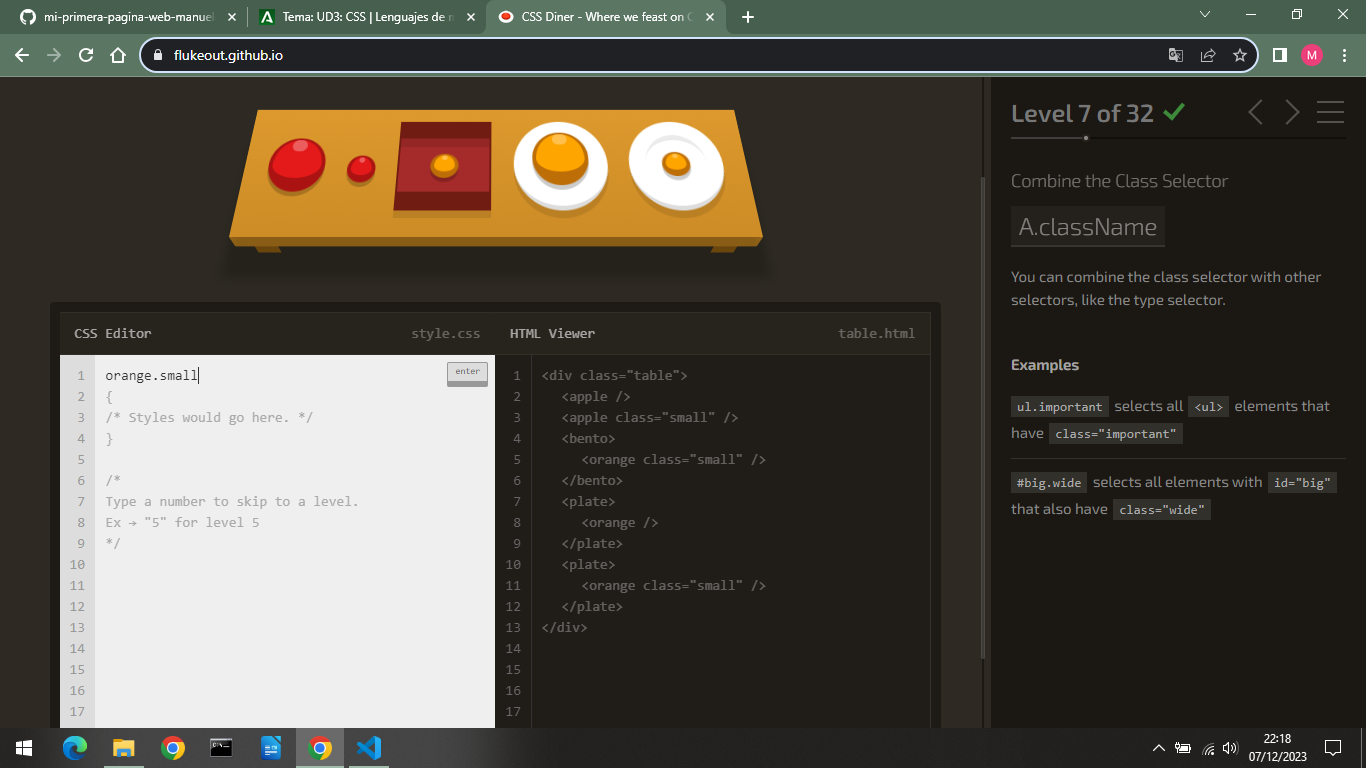 mi-primera-pagina-web-manuel
Tema: UD3: CSS | Lenguajes de m
CSS Diner - Where we feast on C
flukeout.github.io
M
Level 7 of 32
Combine the Class Selector
A.className
You can combine the class selector with other
selectors, like the type selector.
Examples
ul.important selects all <ul> elements that
have class="important"
#big.wide selects all elements with id="big"
that also have class="wide"
CSS Editor style.css
enter
1 orange.small
2 {
3 /* Styles would go here. */
4 }
5
6 /*
7 Type a number to skip to a level.
8 Ex → "5" for level 5
9 */
10
11
12
13
14
15
16
17
HTML Viewer table.html
1 <div class="table">
2 <apple />
3 <apple class="small" />
4 <bento>
5 <orange class="small" />
6 </bento>
7 <plate>
8 <orange />
9 </plate>
10 <plate>
11 <orange class="small" />
12 </plate>
13 </div>
14
15
16
17
22:18
07/12/2023